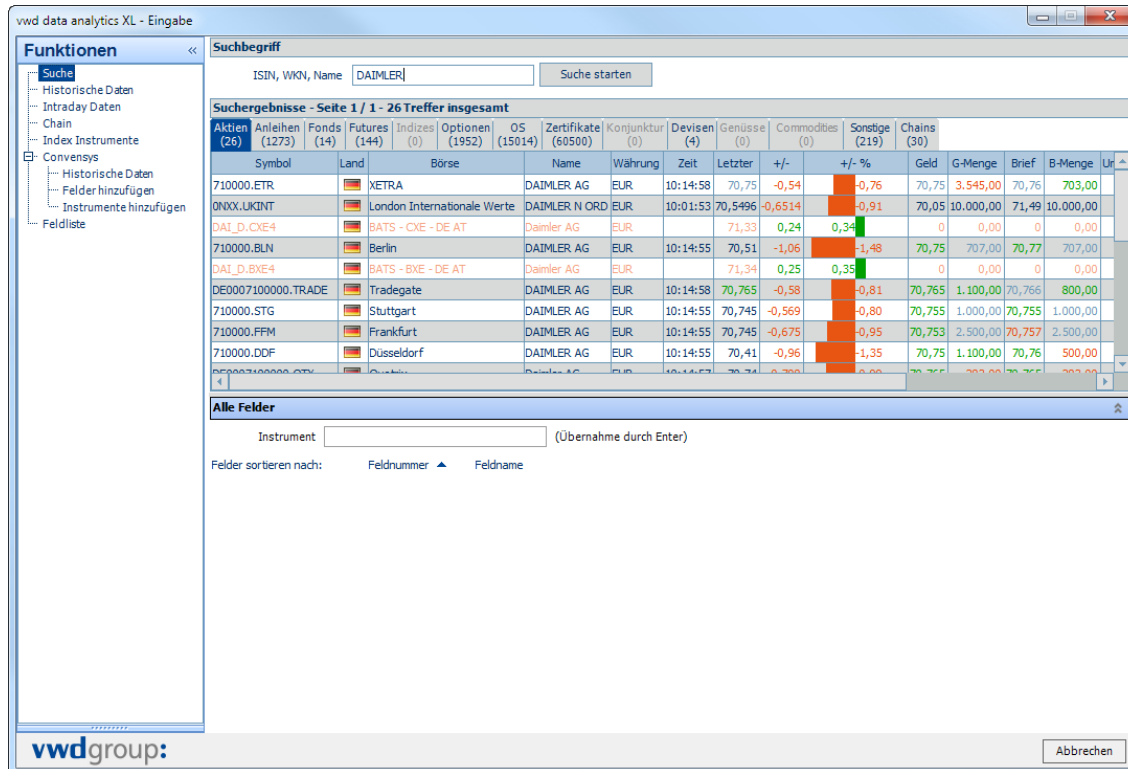 vwd data analytics XL - Eingabe
Funktionen «
Suche
Historische Daten
Intraday Daten
Chain
Index Instrumente
Convensys
Historische Daten
Felder hinzufügen
Instrumente hinzufügen
Feldliste
Suchbegriff
ISIN, WKN, Name DAIMLER Suche starten
Suchergebnisse - Seite 1 / 1 - 26 Treffer insgesamt
Aktien Anleihen Fonds Futures Indizes Optionen OS Zertifikate Konjunktur Devisen Genüsse Commodities Sonstige Chains
(26) (1273) (14) (144) (0) (1952) (15014) (60500) (0) (4) (0) (0) (219) (30)
Symbol Land Börse Name Währung Zeit Letzter +/- +/- % Geld G-Menge Brief B-Menge Ur
710000.ETR XETRA DAIMLER AG EUR 10:14:58 70,75 -0,54 -0,76 70,75 3.545,00 70,76 703,00
0NXX.UKINT London Internationale Werte DAIMLER N ORD EUR 10:01:53 70,5496 -0,6514 -0,91 70,05 10.000,00 71,49 10.000,00
DAI_D.CXE4 BATS - CXE - DE AT Daimler AG EUR 71,33 0,24 0,34 0 0,00 0 0,00
710000.BLN Berlin DAIMLER AG EUR 10:14:55 70,51 -1,06 -1,48 70,75 707,00 70,77 707,00
DAI_D.BXE4 BATS - BXE - DE AT Daimler AG EUR 71,34 0,25 0,35 0 0,00 0 0,00
DE0007100000.TRADE Tradegate DAIMLER AG EUR 10:14:58 70,765 -0,58 -0,81 70,765 1.100,00 70,766 800,00
710000.STG Stuttgart DAIMLER AG EUR 10:14:55 70,745 -0,569 -0,80 70,755 1.000,00 70,755 1.000,00
710000.FFM Frankfurt DAIMLER AG EUR 10:14:55 70,745 -0,675 -0,95 70,753 2.500,00 70,757 2.500,00
710000.DDF Düsseldorf DAIMLER AG EUR 10:14:55 70,41 -0,96 -1,35 70,75 1.100,00 70,76 500,00
Alle Felder
Instrument (Übernahme durch Enter)
Felder sortieren nach: Feldnummer Feldname
vwdgroup: Abbrechen